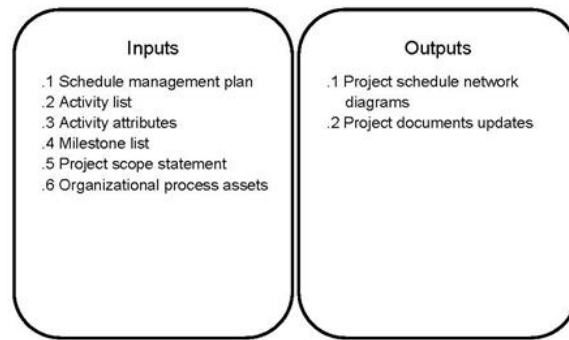 Inputs
.1 Schedule management plan
.2 Activity list
.3 Activity attributes
.4 Milestone list
.5 Project scope statement
.6 Organizational process assets
Outputs
.1 Project schedule network
diagrams
.2 Project documents updates